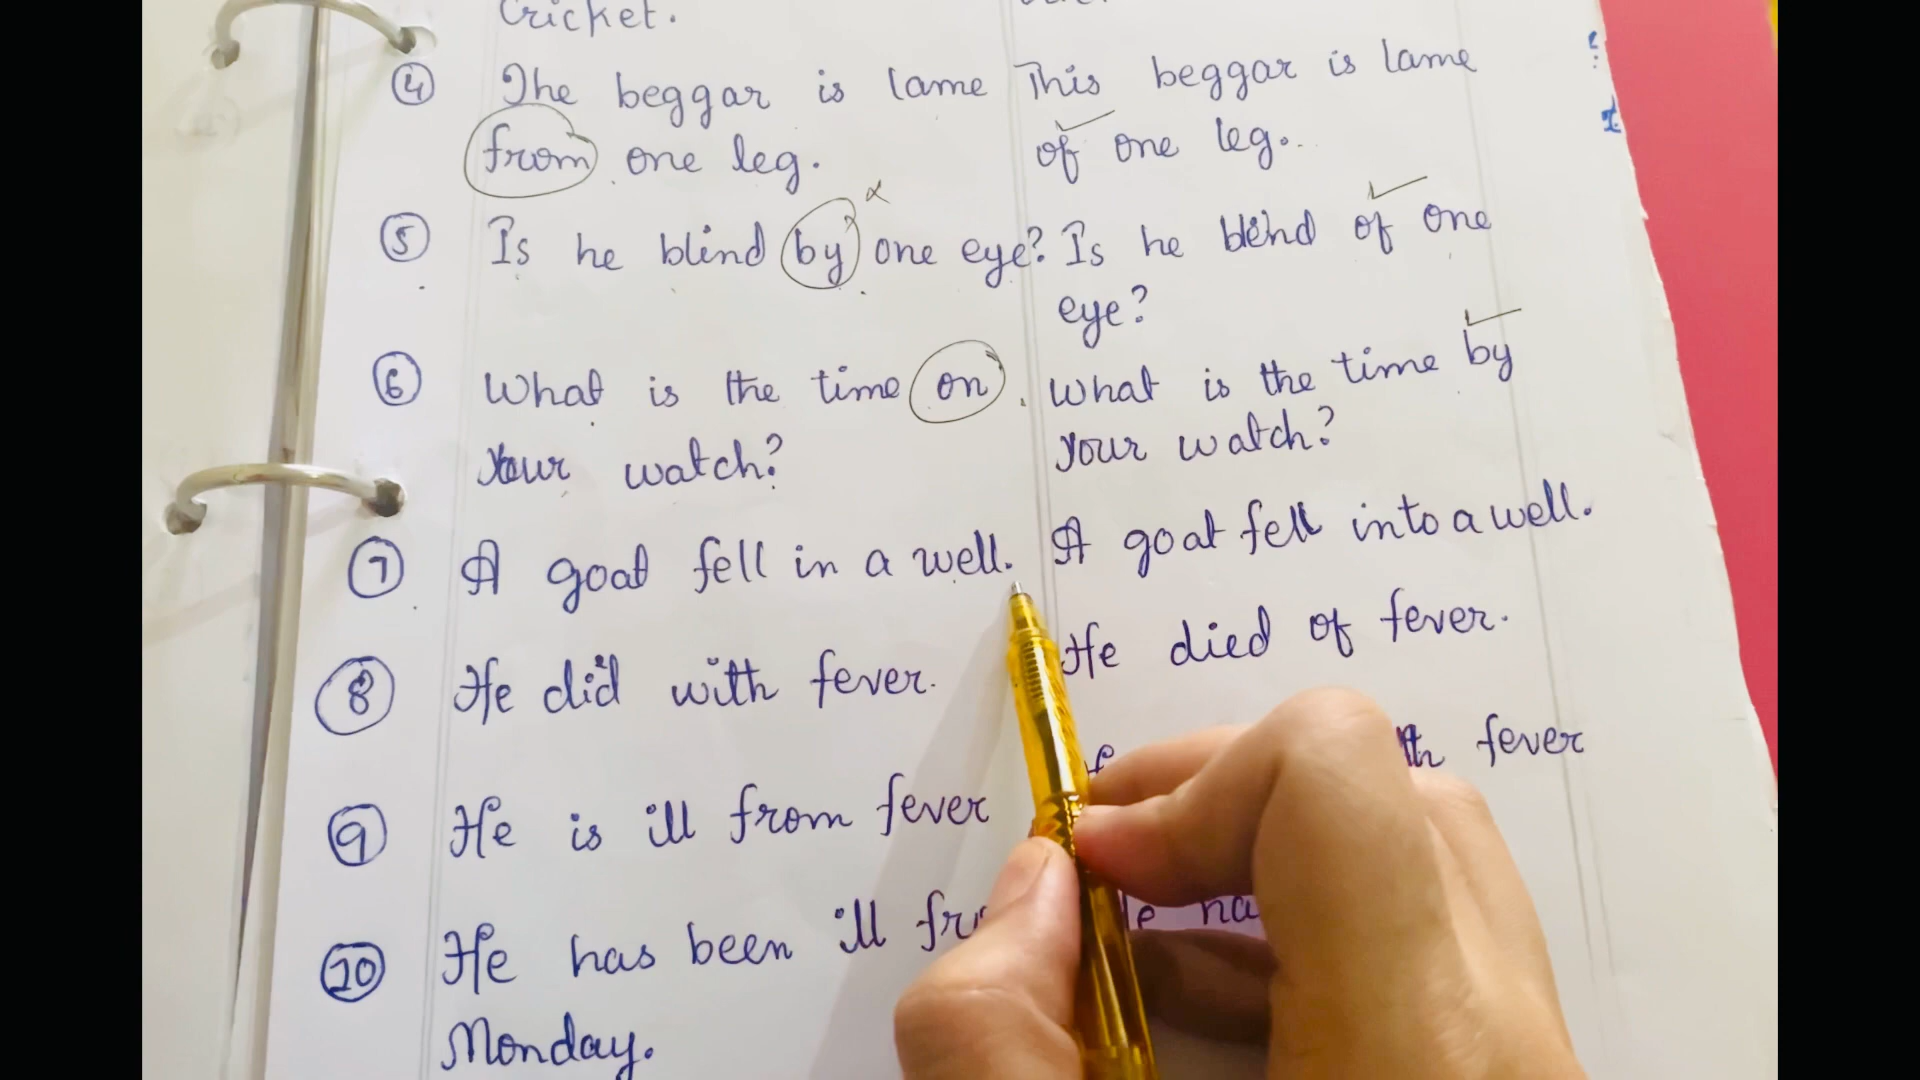 Cricket.
④ The beggar is lame
from one leg.
This beggar is lame
of one leg.
⑤ Is he blind by one eye?
Is he blind of one
eye?
⑥ What is the time on
Your watch?
What is the time by
Your watch?
⑦ A goat fell in a well.
A goat fell into a well.
⑧ He did with fever.
He died of fever.
⑨ He is ill from fever
fever
⑩ He has been ill
Monday.